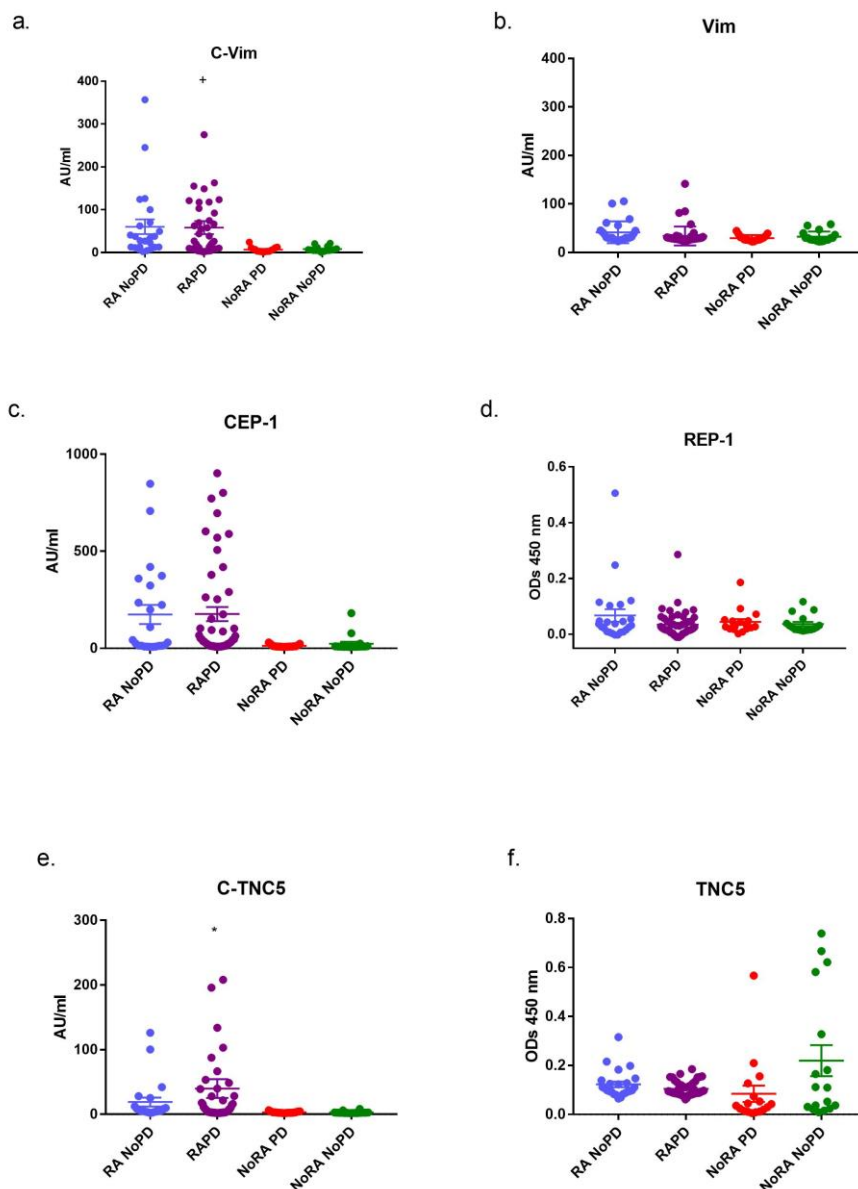 a.
C-Vim
+
400
300
200
100
0
AU/ml
RA NoPD
RAPD
NoRA PD
NoRA NoPD
b.
Vim
400
300
200
100
0
AU/ml
RA NoPD
RAPD
NoRA PD
NoRA NoPD
c.
CEP-1
1000
500
0
AU/ml
RA NoPD
RAPD
NoRA PD
NoRA NoPD
d.
REP-1
0.6
0.4
0.2
0.0
ODs 450 nm
RA NoPD
RAPD
NoRA PD
NoRA NoPD
e.
C-TNC5
*
300
200
100
0
AU/ml
RA NoPD
RAPD
NoRA PD
NoRA NoPD
f.
TNC5
0.8
0.6
0.4
0.2
0.0
ODs 450 nm
RA NoPD
RAPD
NoRA PD
NoRA NoPD